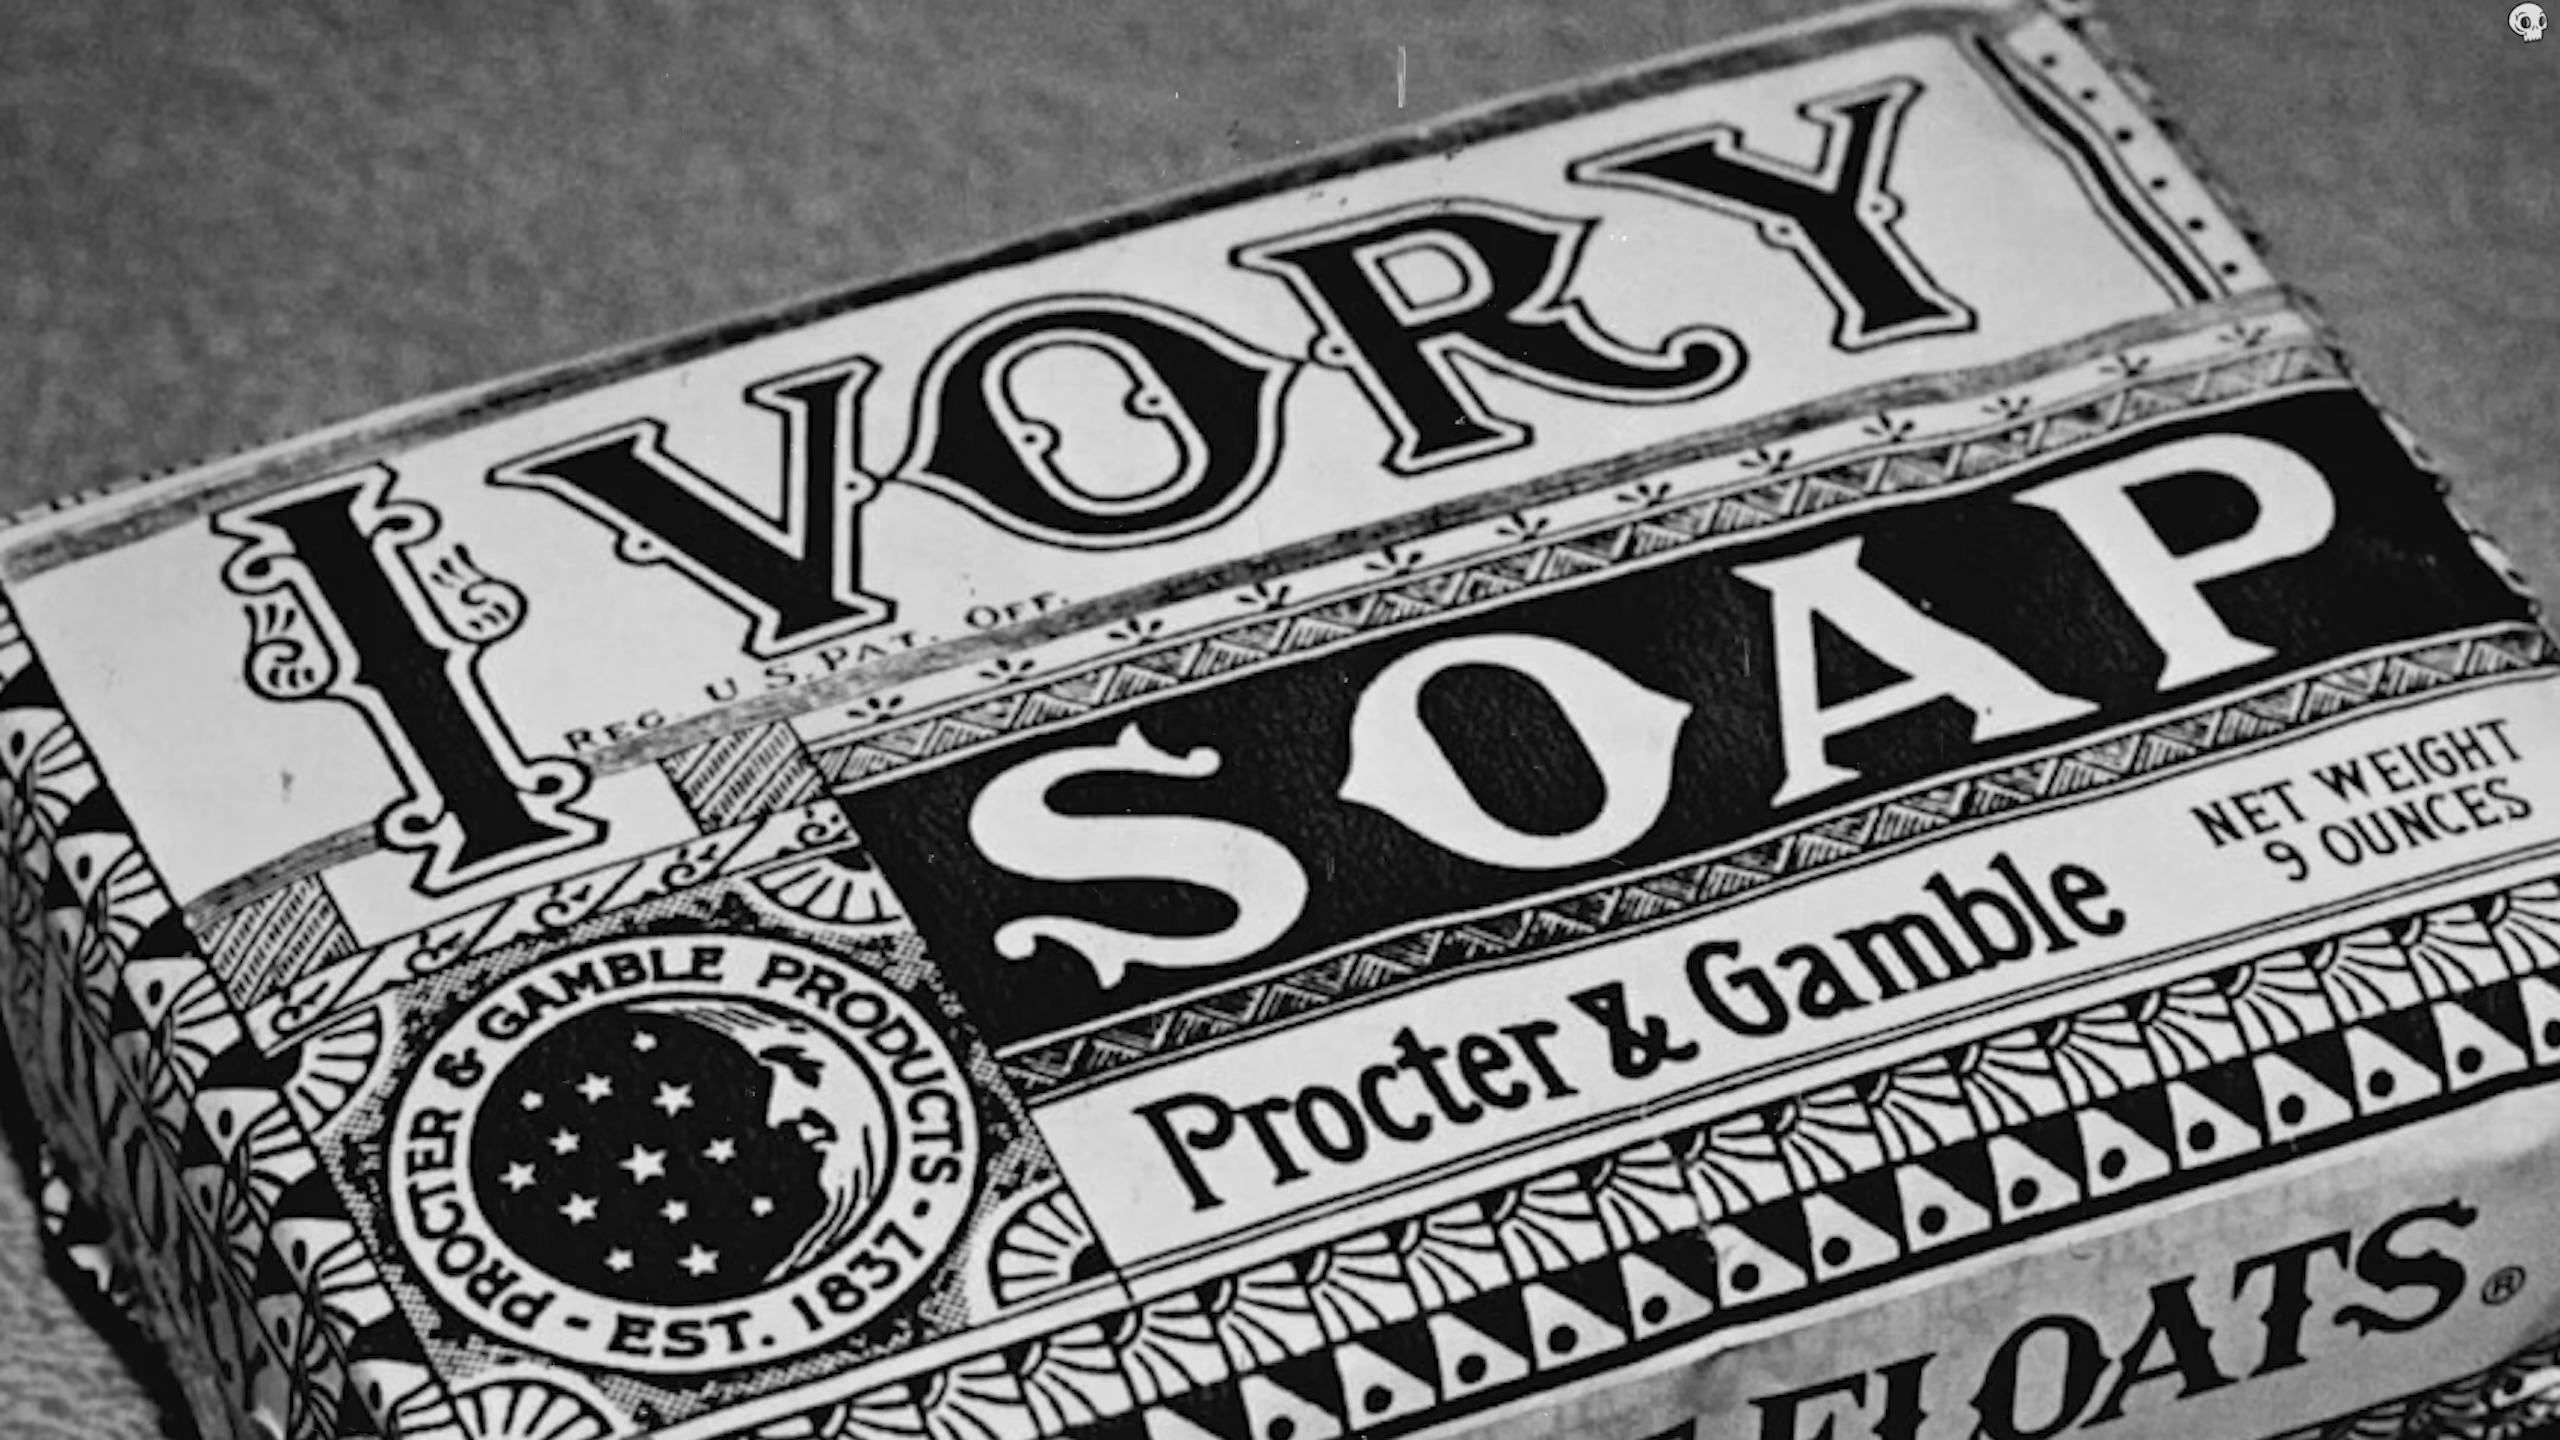 IVORY
REG. U.S. PAT. OFF.
SOAP
NET WEIGHT
9 OUNCES
Procter & Gamble
PROCTER & GAMBLE PRODUCTS · EST. 1837 ·
FLOATS®